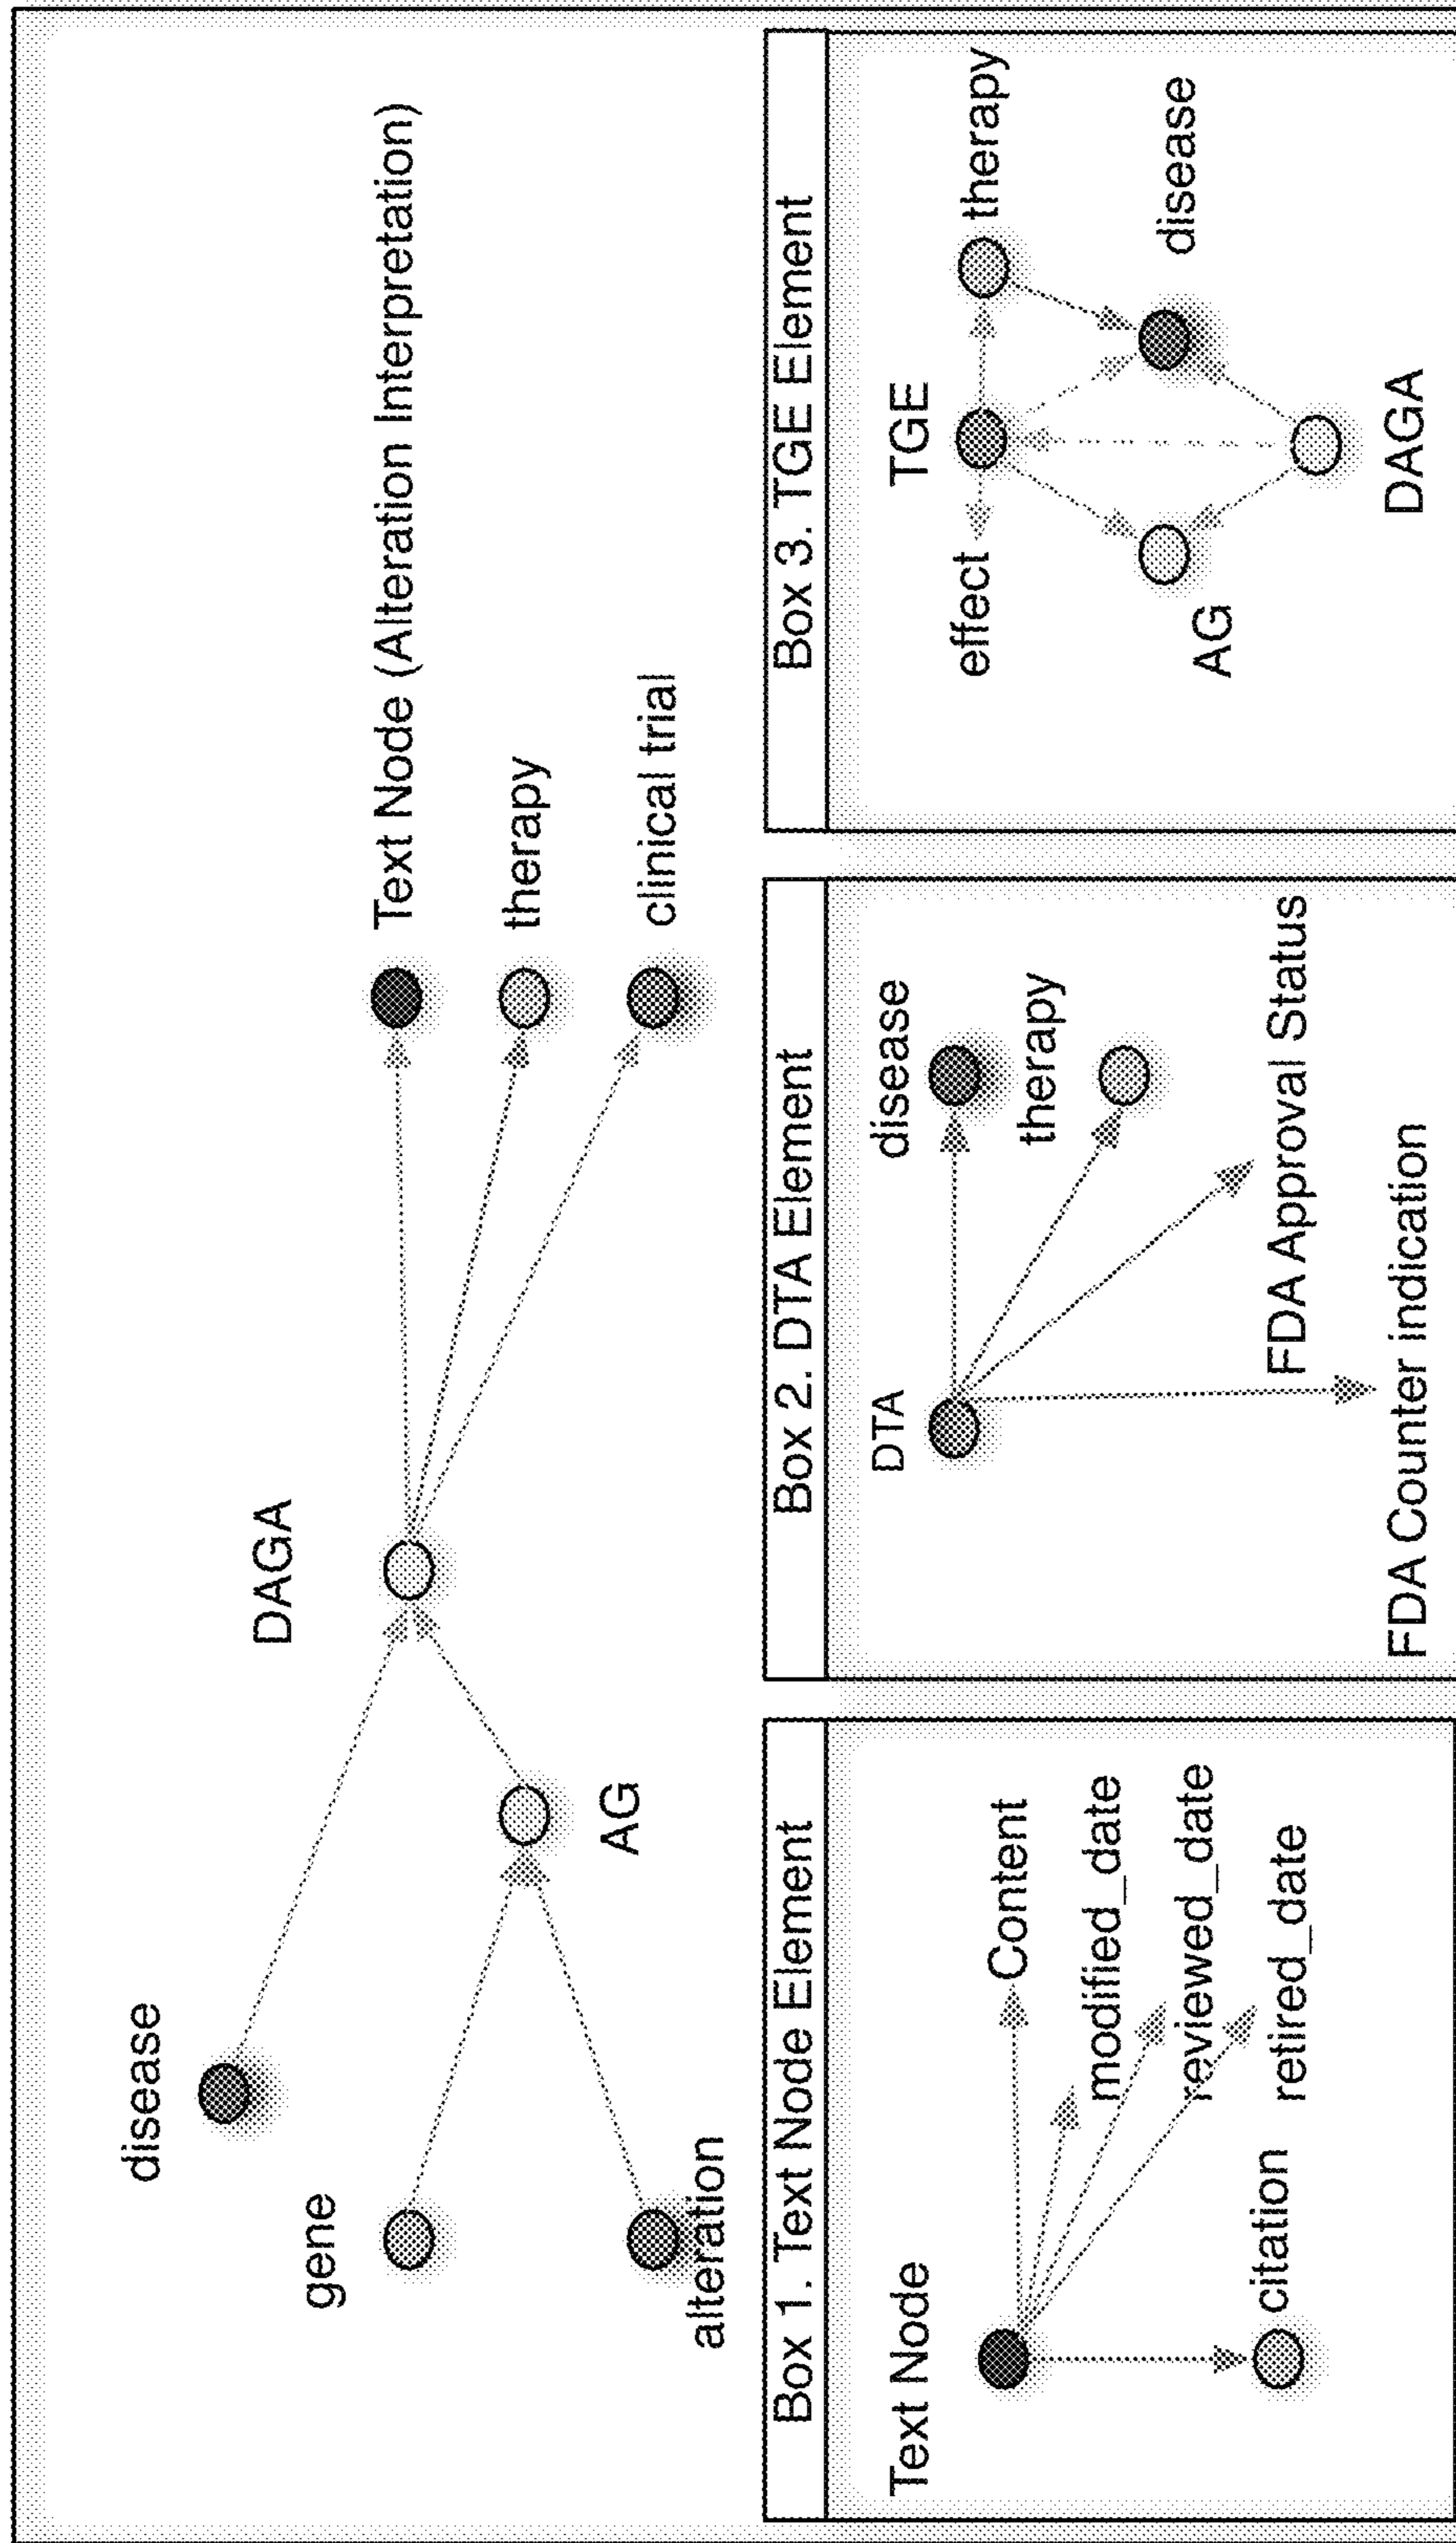 disease
DAGA
gene
Text Node (Alteration Interpretation)
therapy
AG
clinical trial
alteration
Box 1. Text Node Element
Text Node
Content
modified_date
reviewed_date
citation
retired_date
Box 2. DTA Element
DTA
disease
therapy
FDA Approval Status
FDA Counter indication
Box 3. TGE Element
TGE
effect
therapy
AG
disease
DAGA